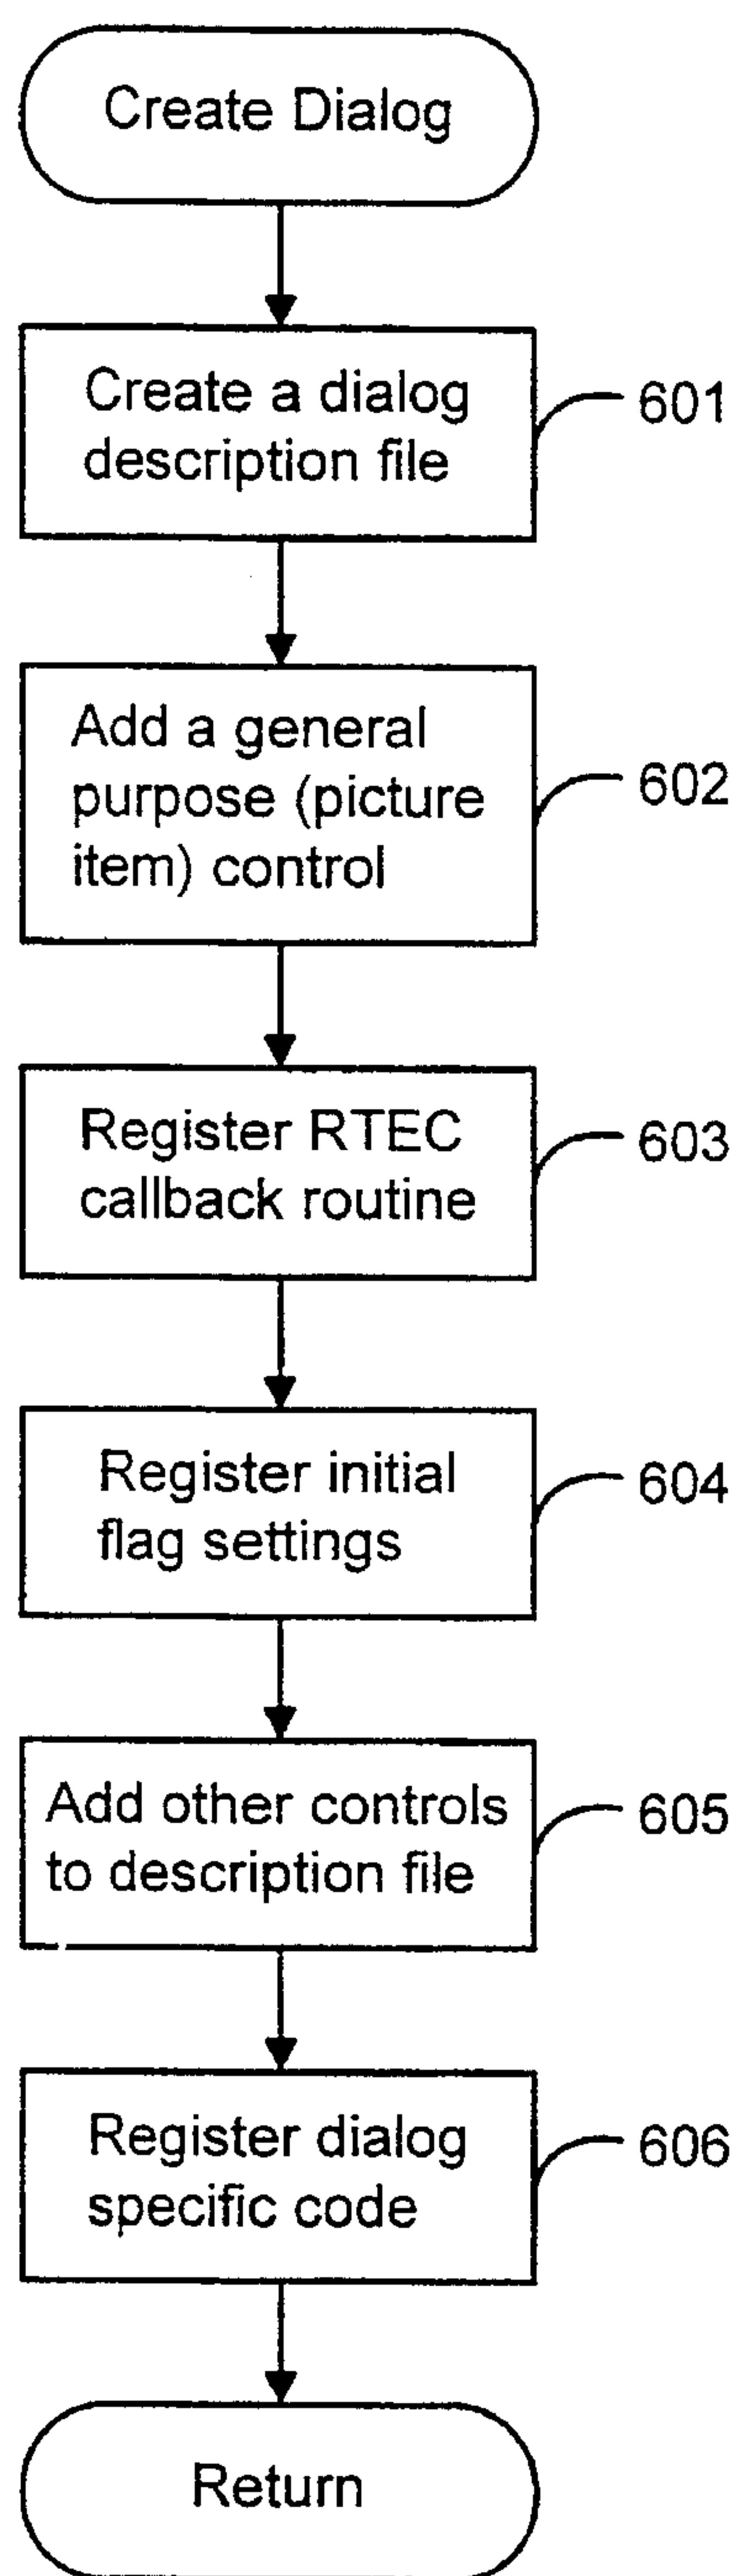 Create Dialog
Create a dialog
description file
601
Add a general
purpose (picture
item) control
602
Register RTEC
callback routine
603
Register initial
flag settings
604
Add other controls
to description file
605
Register dialog
specific code
606
Return